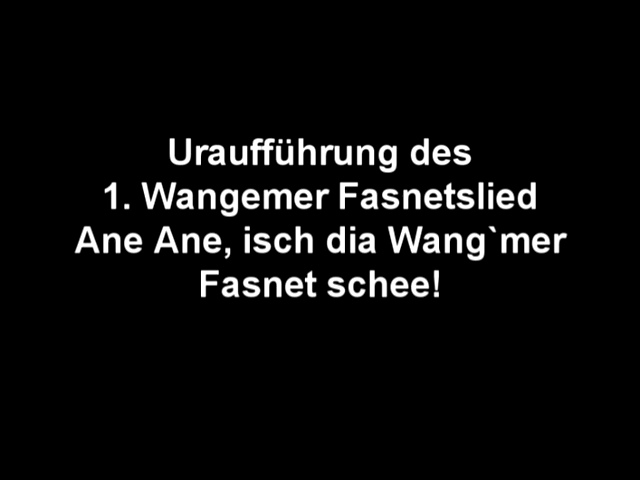 Uraufführung des
1. Wangemer Fasnetslied
Ane Ane, isch dia Wang`mer
Fasnet schee!